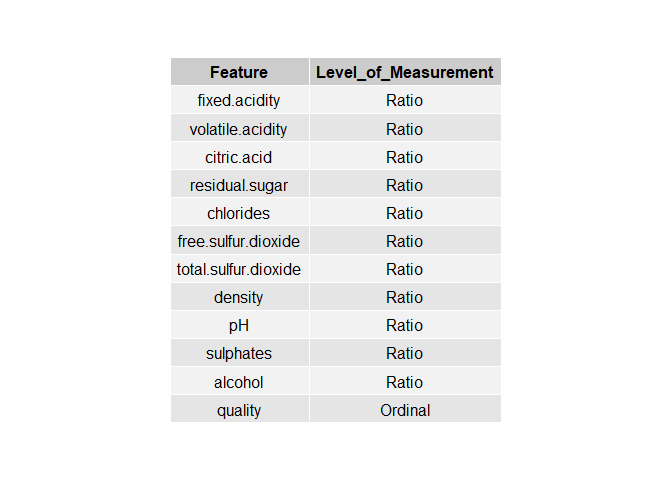 Feature Level_of_Measurement
fixed.acidity Ratio
volatile.acidity Ratio
citric.acid Ratio
residual.sugar Ratio
chlorides Ratio
free.sulfur.dioxide Ratio
total.sulfur.dioxide Ratio
density Ratio
pH Ratio
sulphates Ratio
alcohol Ratio
quality Ordinal